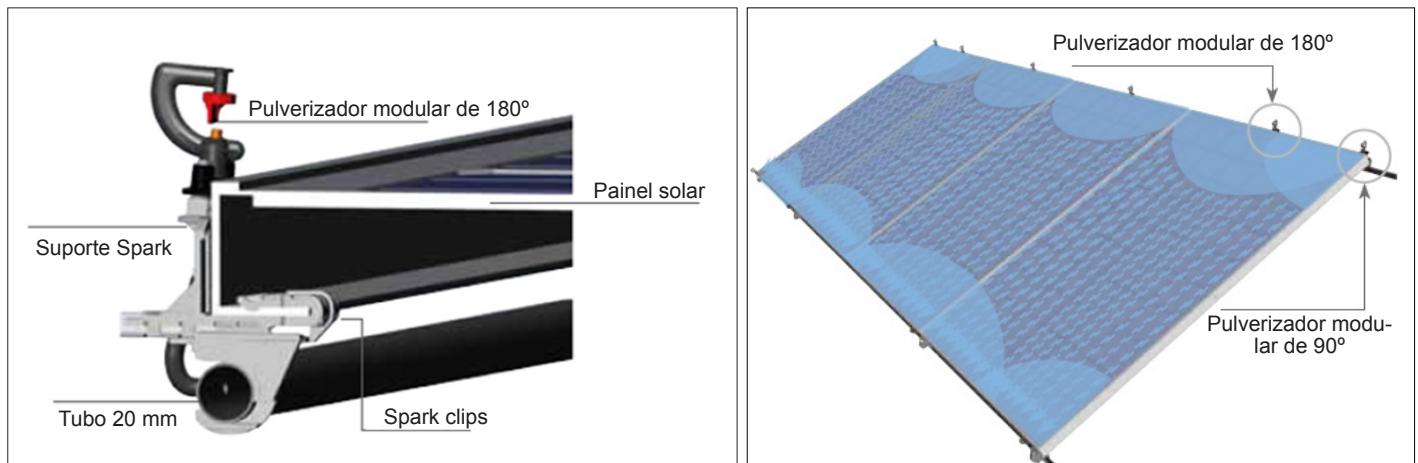 Pulverizador modular de 180º
Painel solar
Suporte Spark
Tubo 20 mm
Spark clips
Pulverizador modular de 180º
Pulverizador modu-
lar de 90º